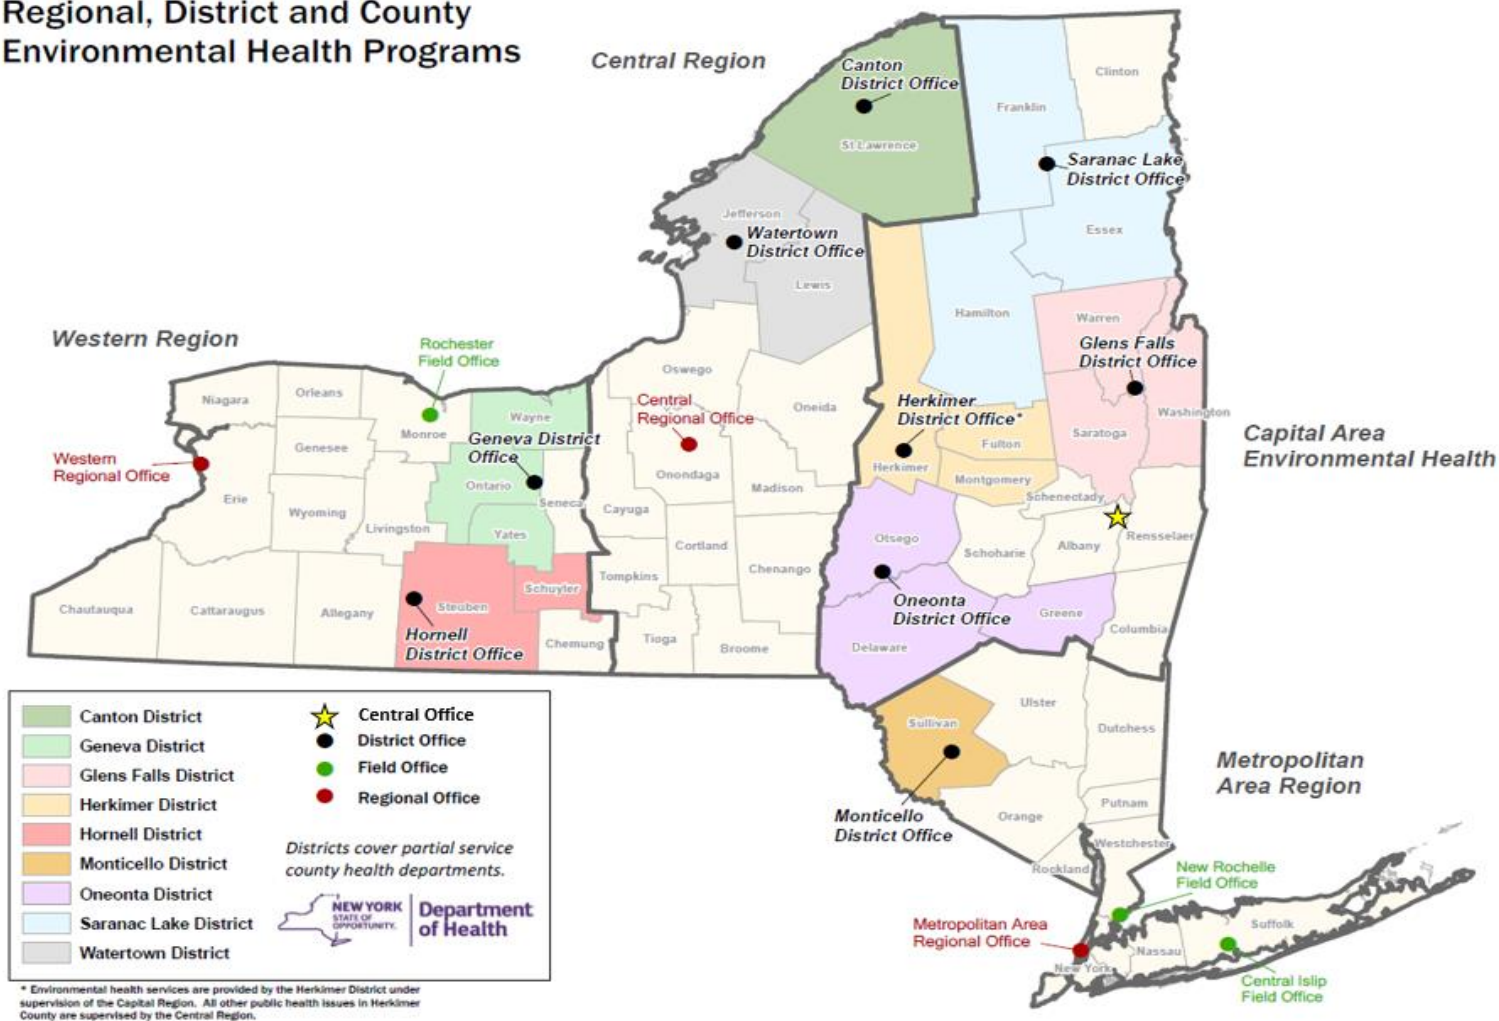 Regional, District and County
Environmental Health Programs
Central Region
Western Region
Capital Area
Environmental Health
Metropolitan
Area Region
Canton
District Office
St Lawrence
Franklin
Clinton
Saranac Lake
District Office
Essex
Jefferson
Watertown
District Office
Lewis
Hamilton
Warren
Glens Falls
District Office
Washington
Saratoga
Rochester
Field Office
Niagara
Orleans
Monroe
Wayne
Genesee
Geneva District
Office
Western
Regional Office
Erie
Wyoming
Livingston
Ontario
Seneca
Yates
Oswego
Central
Regional Office
Onondaga
Oneida
Madison
Cayuga
Cortland
Chenango
Tompkins
Tioga
Broome
Herkimer
District Office*
Herkimer
Fulton
Montgomery
Schenectady
Otsego
Schoharie
Albany
Rensselaer
Oneonta
District Office
Greene
Columbia
Delaware
Chautauqua
Cattaraugus
Allegany
Steuben
Schuyler
Hornell
District Office
Chemung
Sullivan
Ulster
Dutchess
Monticello
District Office
Orange
Putnam
Westchester
Rockland
New Rochelle
Field Office
Metropolitan Area
Regional Office
Suffolk
Nassau
New York
Central Islip
Field Office
Canton District
Geneva District
Glens Falls District
Herkimer District
Hornell District
Monticello District
Oneonta District
Saranac Lake District
Watertown District
Central Office
District Office
Field Office
Regional Office
Districts cover partial service
county health departments.
NEW YORK
STATE OF
OPPORTUNITY.
Department
of Health
* Environmental health services are provided by the Herkimer District under
supervision of the Capital Region. All other public health issues in Herkimer
County are supervised by the Central Region.